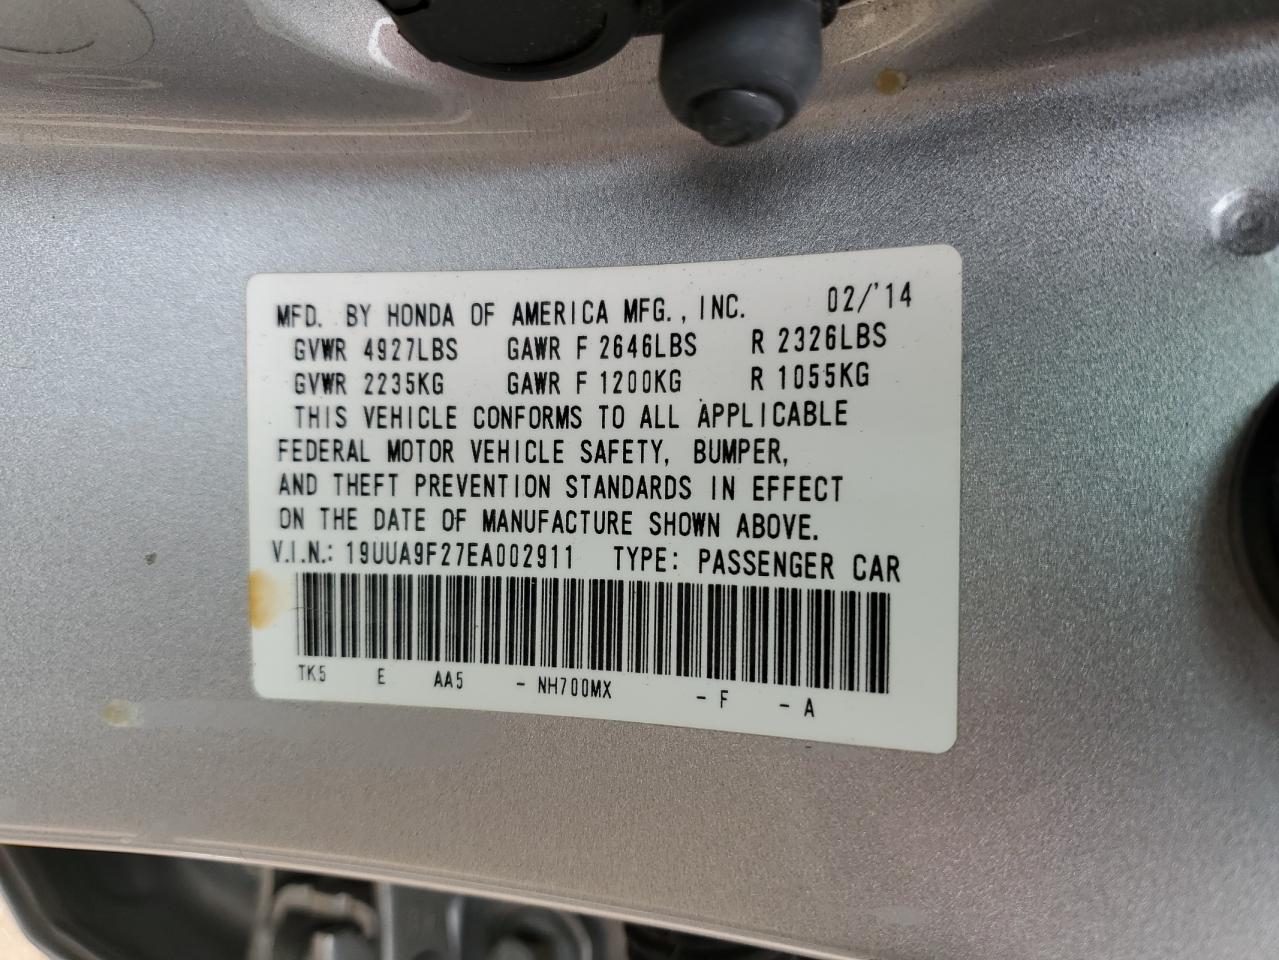 MFD. BY HONDA OF AMERICA MFG., INC. 02/'14
GVWR 4927LBS GAWR F 2646LBS R 2326LBS
GVWR 2235KG GAWR F 1200KG R 1055KG
THIS VEHICLE CONFORMS TO ALL APPLICABLE
FEDERAL MOTOR VEHICLE SAFETY, BUMPER,
AND THEFT PREVENTION STANDARDS IN EFFECT
ON THE DATE OF MANUFACTURE SHOWN ABOVE.
V.I.N.: 19UUA9F27EA002911 TYPE: PASSENGER CAR
TK5 E AA5 - NH700MX - F - A